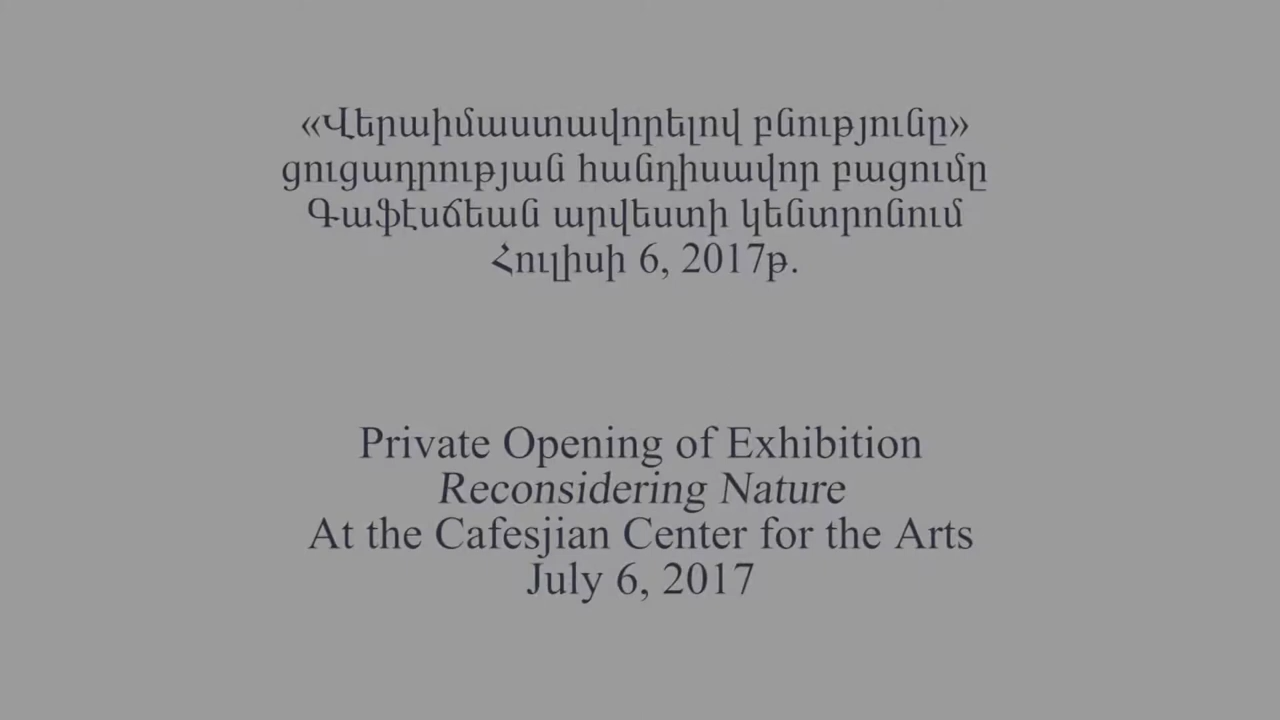 «Վերաիմաստավորելով բնությունը»
ցուցադրության հանդիսավոր բացումը
Գաֆէսճեան արվեստի կենտրոնում
Հուլիսի 6, 2017թ.
Private Opening of Exhibition
Reconsidering Nature
At the Cafesjian Center for the Arts
July 6, 2017